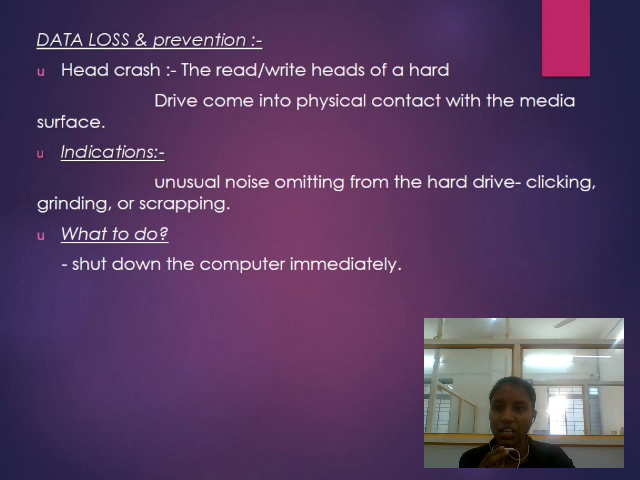 DATA LOSS & prevention :-
u Head crash :- The read/write heads of a hard
Drive come into physical contact with the media
surface.
u Indications:-
unusual noise omitting from the hard drive- clicking,
grinding, or scrapping.
u What to do?
- shut down the computer immediately.